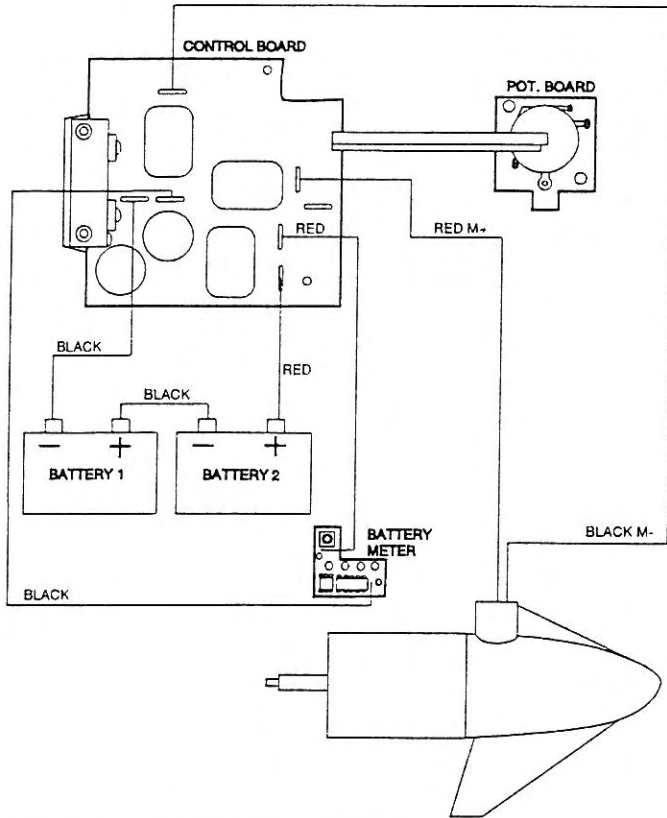 CONTROL BOARD
POT. BOARD
RED
RED M+
BLACK
RED
BLACK
− +
BATTERY 1
− +
BATTERY 2
BATTERY
METER
BLACK M-
BLACK